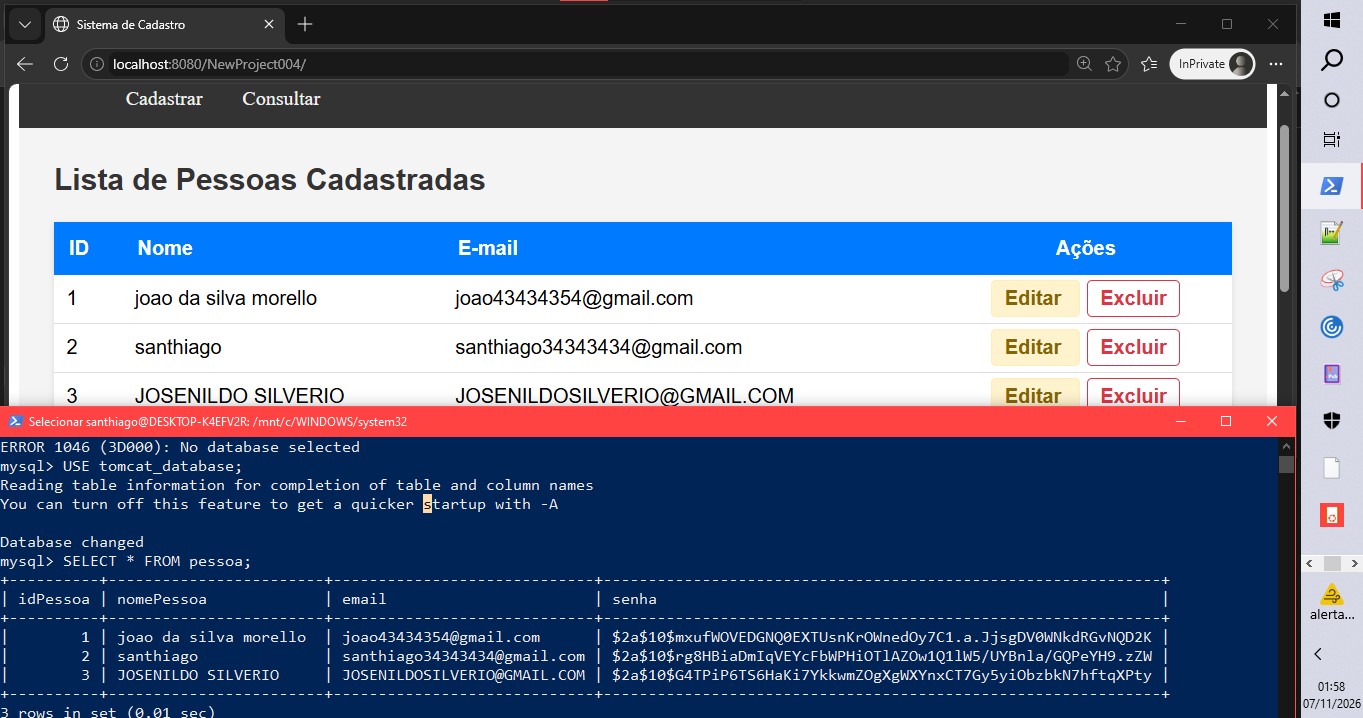 Sistema de Cadastro
localhost:8080/NewProject004/
InPrivate
Cadastrar Consultar
Lista de Pessoas Cadastradas
ID Nome E-mail Ações
1 joao da silva morello joao43434354@gmail.com Editar Excluir
2 santhiago santhiago34343434@gmail.com Editar Excluir
3 JOSENILDO SILVERIO JOSENILDOSILVERIO@GMAIL.COM Editar Excluir
Selecionar santhiago@DESKTOP-K4EFV2R: /mnt/c/WINDOWS/system32
ERROR 1046 (3D000): No database selected
mysql> USE tomcat_database;
Reading table information for completion of table and column names
You can turn off this feature to get a quicker startup with -A
Database changed
mysql> SELECT * FROM pessoa;
+----------+------------------------+-----------------------------+--------------------------------------------------------------+
| idPessoa | nomePessoa | email | senha |
+----------+------------------------+-----------------------------+--------------------------------------------------------------+
| 1 | joao da silva morello | joao43434354@gmail.com | $2a$10$mxufWOVEDGNQ0EXTUsnKrOWnedOy7C1.a.JjsgDV0WNkdRGvNQD2K |
| 2 | santhiago | santhiago34343434@gmail.com | $2a$10$rg8HBiaDmIqVEYcFbWPHiOTlAZOw1Q1lW5/UYBnla/GQPeYH9.zZW |
| 3 | JOSENILDO SILVERIO | JOSENILDOSILVERIO@GMAIL.COM | $2a$10$G4TPiP6TS6HaKi7YkkwmZOgXgWXYnxCT7Gy5yiObzbkN7hftqXPty |
+----------+------------------------+-----------------------------+--------------------------------------------------------------+
3 rows in set (0.01 sec)
alerta...
01:58
07/11/2026